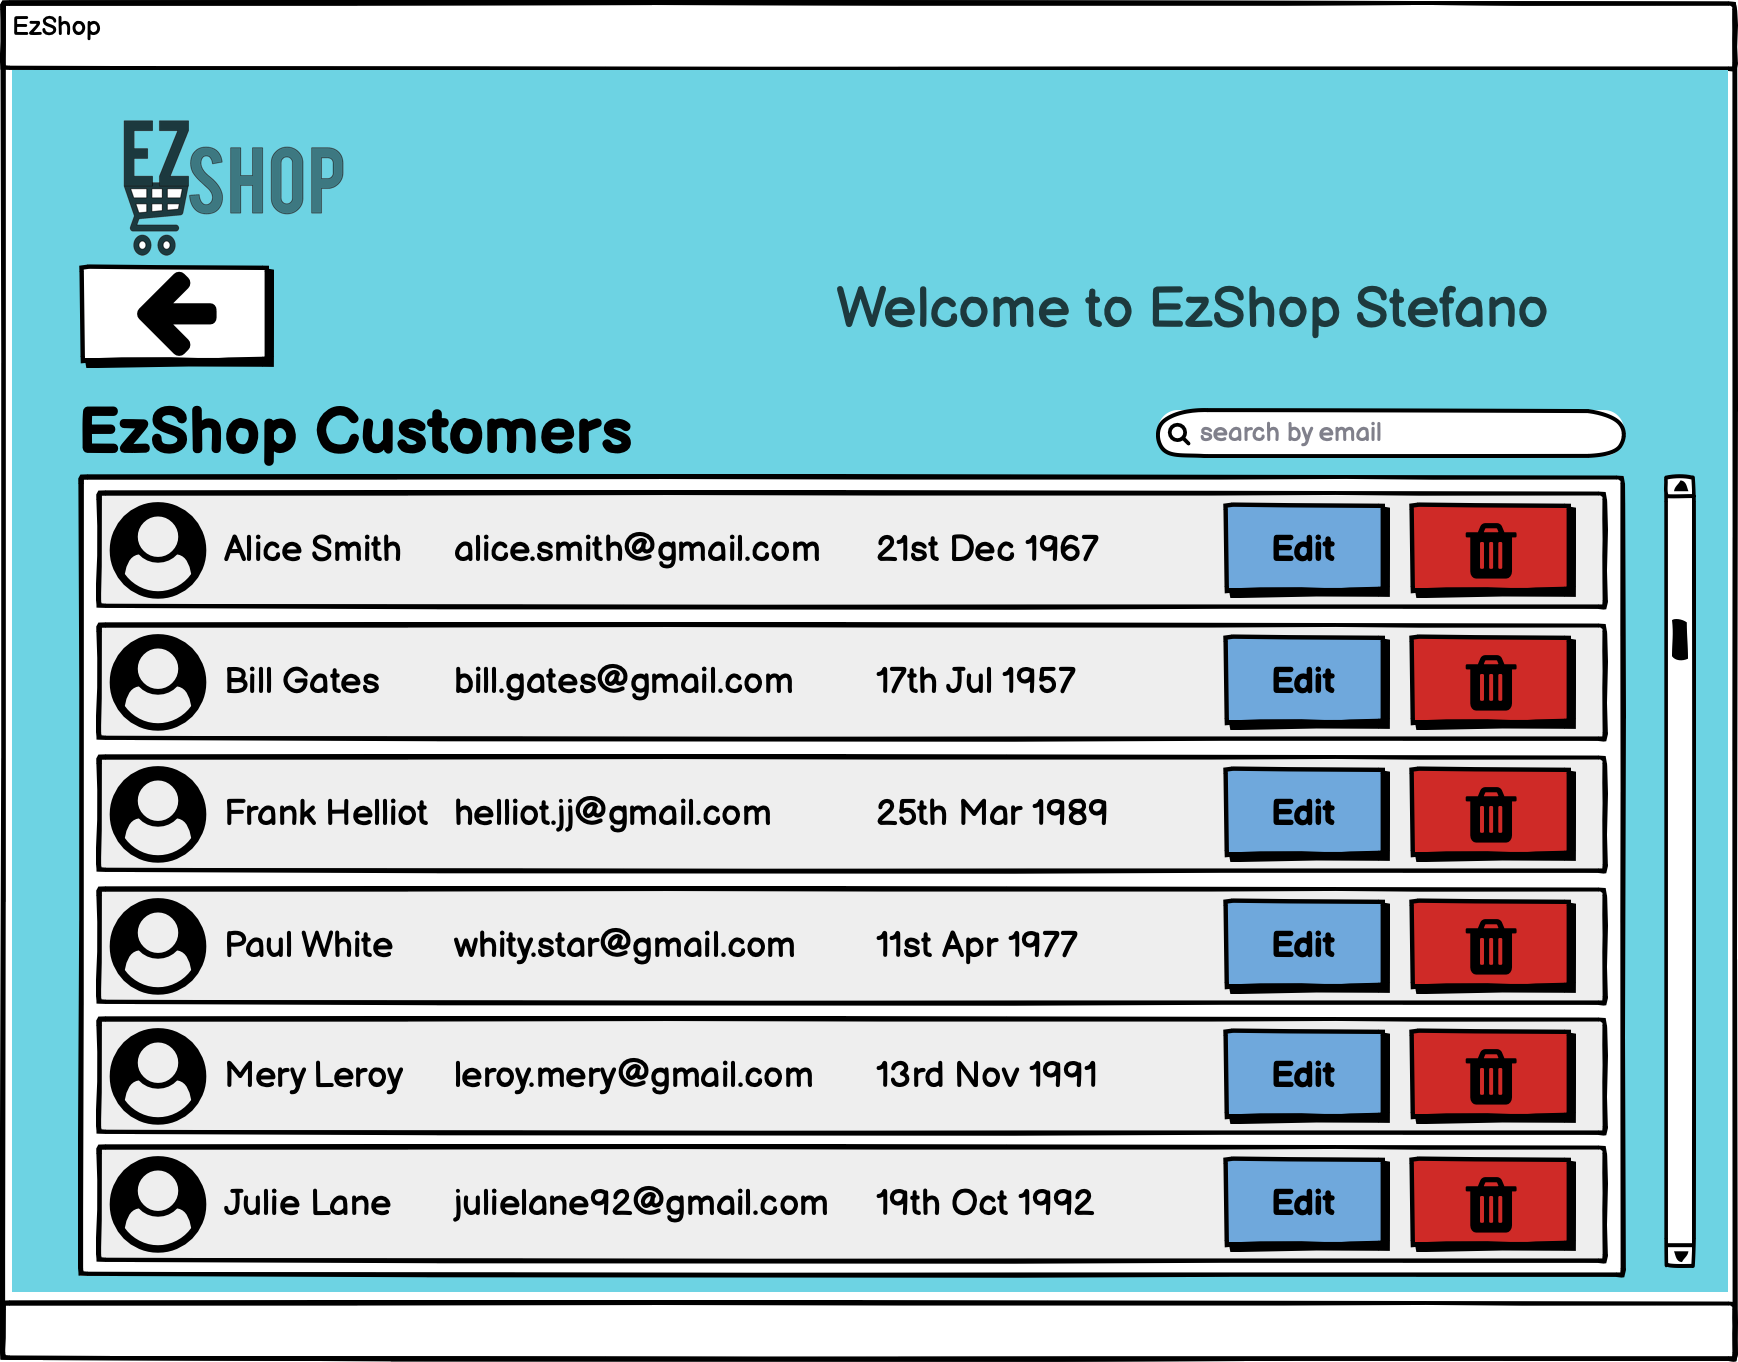 EzShop
EZSHOP
Welcome to EzShop Stefano
EzShop Customers
search by email
Alice Smith alice.smith@gmail.com 21st Dec 1967 Edit
Bill Gates bill.gates@gmail.com 17th Jul 1957 Edit
Frank Helliot helliot.jj@gmail.com 25th Mar 1989 Edit
Paul White whity.star@gmail.com 11st Apr 1977 Edit
Mery Leroy leroy.mery@gmail.com 13rd Nov 1991 Edit
Julie Lane julielane92@gmail.com 19th Oct 1992 Edit